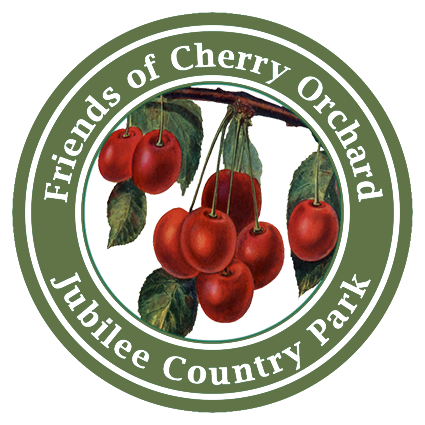 Friends of Cherry Orchard
Jubilee Country Park